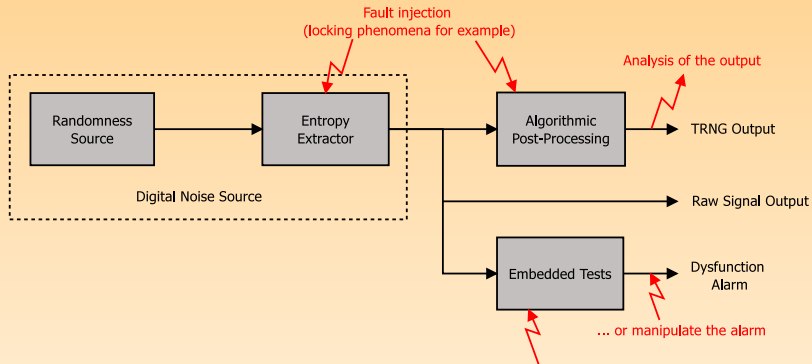 Fault injection
(locking phenomena for example)
Analysis of the output
Randomness
Source
Entropy
Extractor
Algorithmic
Post-Processing
TRNG Output
Digital Noise Source
Raw Signal Output
Embedded Tests
Dysfunction
Alarm
... or manipulate the alarm